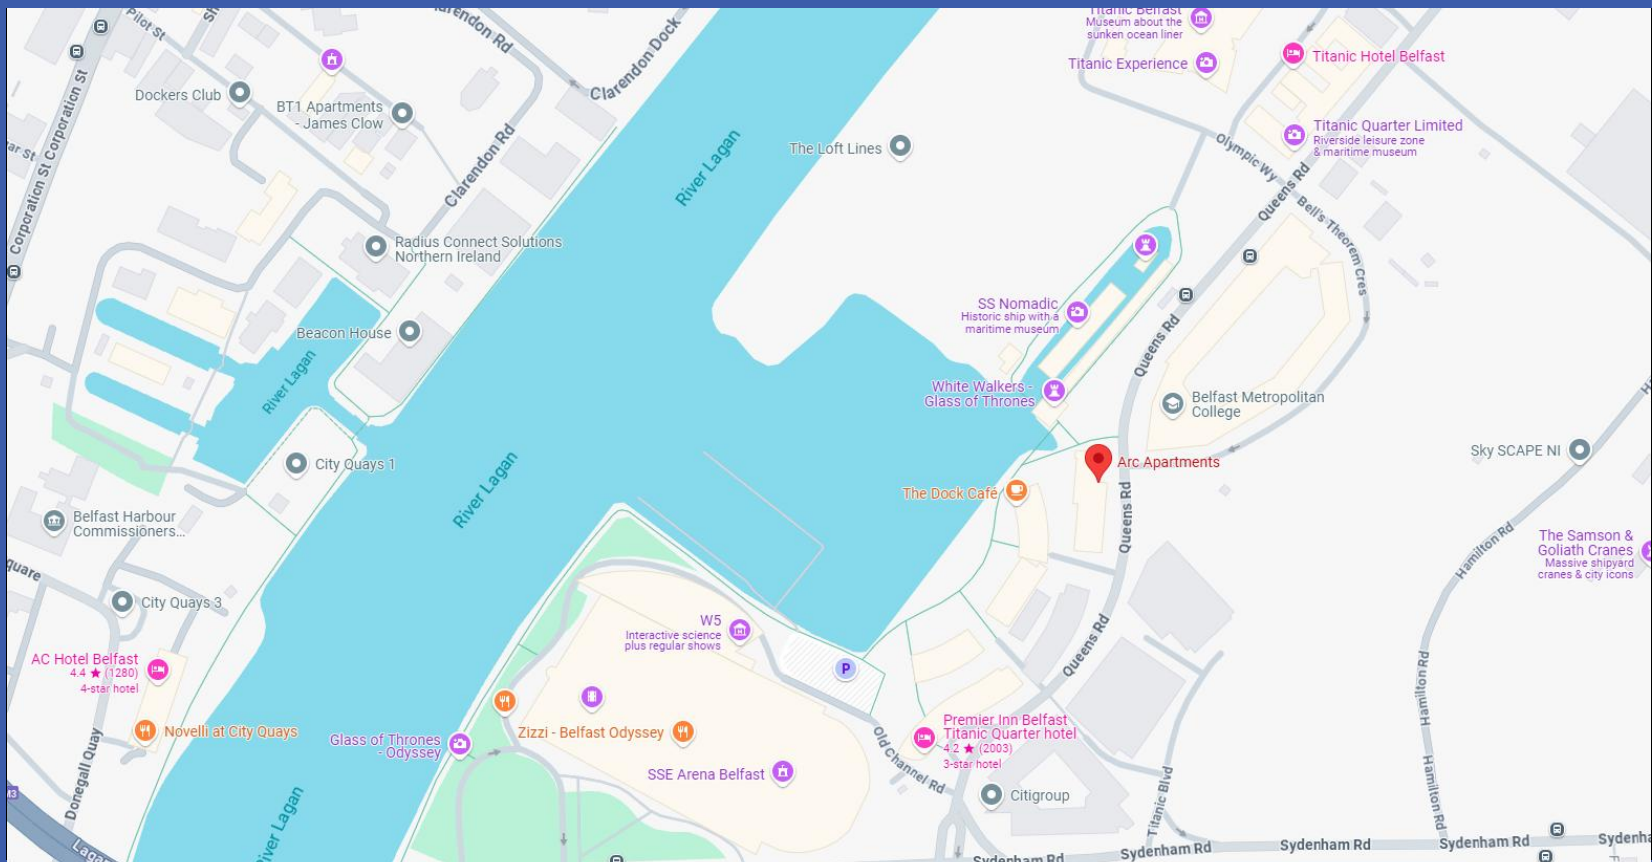 Pilot St
Clarendon Rd
Clarendon Dock
Titanic Belfast
Museum about the
sunken ocean liner
Titanic Experience
Titanic Hotel Belfast
Corporation St
Corporation St
Dockers Club
BT1 Apartments
- James Clow
Clarendon Rd
River Lagan
The Loft Lines
Titanic Quarter Limited
Riverside leisure zone
& maritime museum
Olympic Wy
Queens Rd
Bell's Theorem Cres
Radius Connect Solutions
Northern Ireland
SS Nomadic
Historic ship with a
maritime museum
Beacon House
River Lagan
Queens Rd
White Walkers -
Glass of Thrones
Belfast Metropolitan
College
City Quays 1
River Lagan
Arc Apartments
Sky SCAPE NI
The Dock Café
Queens Rd
Belfast Harbour
Commissioners...
Hamilton Rd
The Samson &
Goliath Cranes
Massive shipyard
cranes & city icons
City Quays 3
W5
Interactive science
plus regular shows
Queens Rd
AC Hotel Belfast
4.4 ★ (1280)
4-star hotel
P
Hamilton Rd
Hamilton Rd
Novelli at City Quays
Glass of Thrones
- Odyssey
Zizzi - Belfast Odyssey
Premier Inn Belfast
Titanic Quarter hotel
4.2 ★ (2003)
3-star hotel
Old Channel Rd
Donegall Quay
SSE Arena Belfast
Citigroup
Titanic Blvd
Hamilton Rd
M3
River Lagan
Sydenham Rd
Sydenham Rd
Sydenham Rd
Sydenham Rd